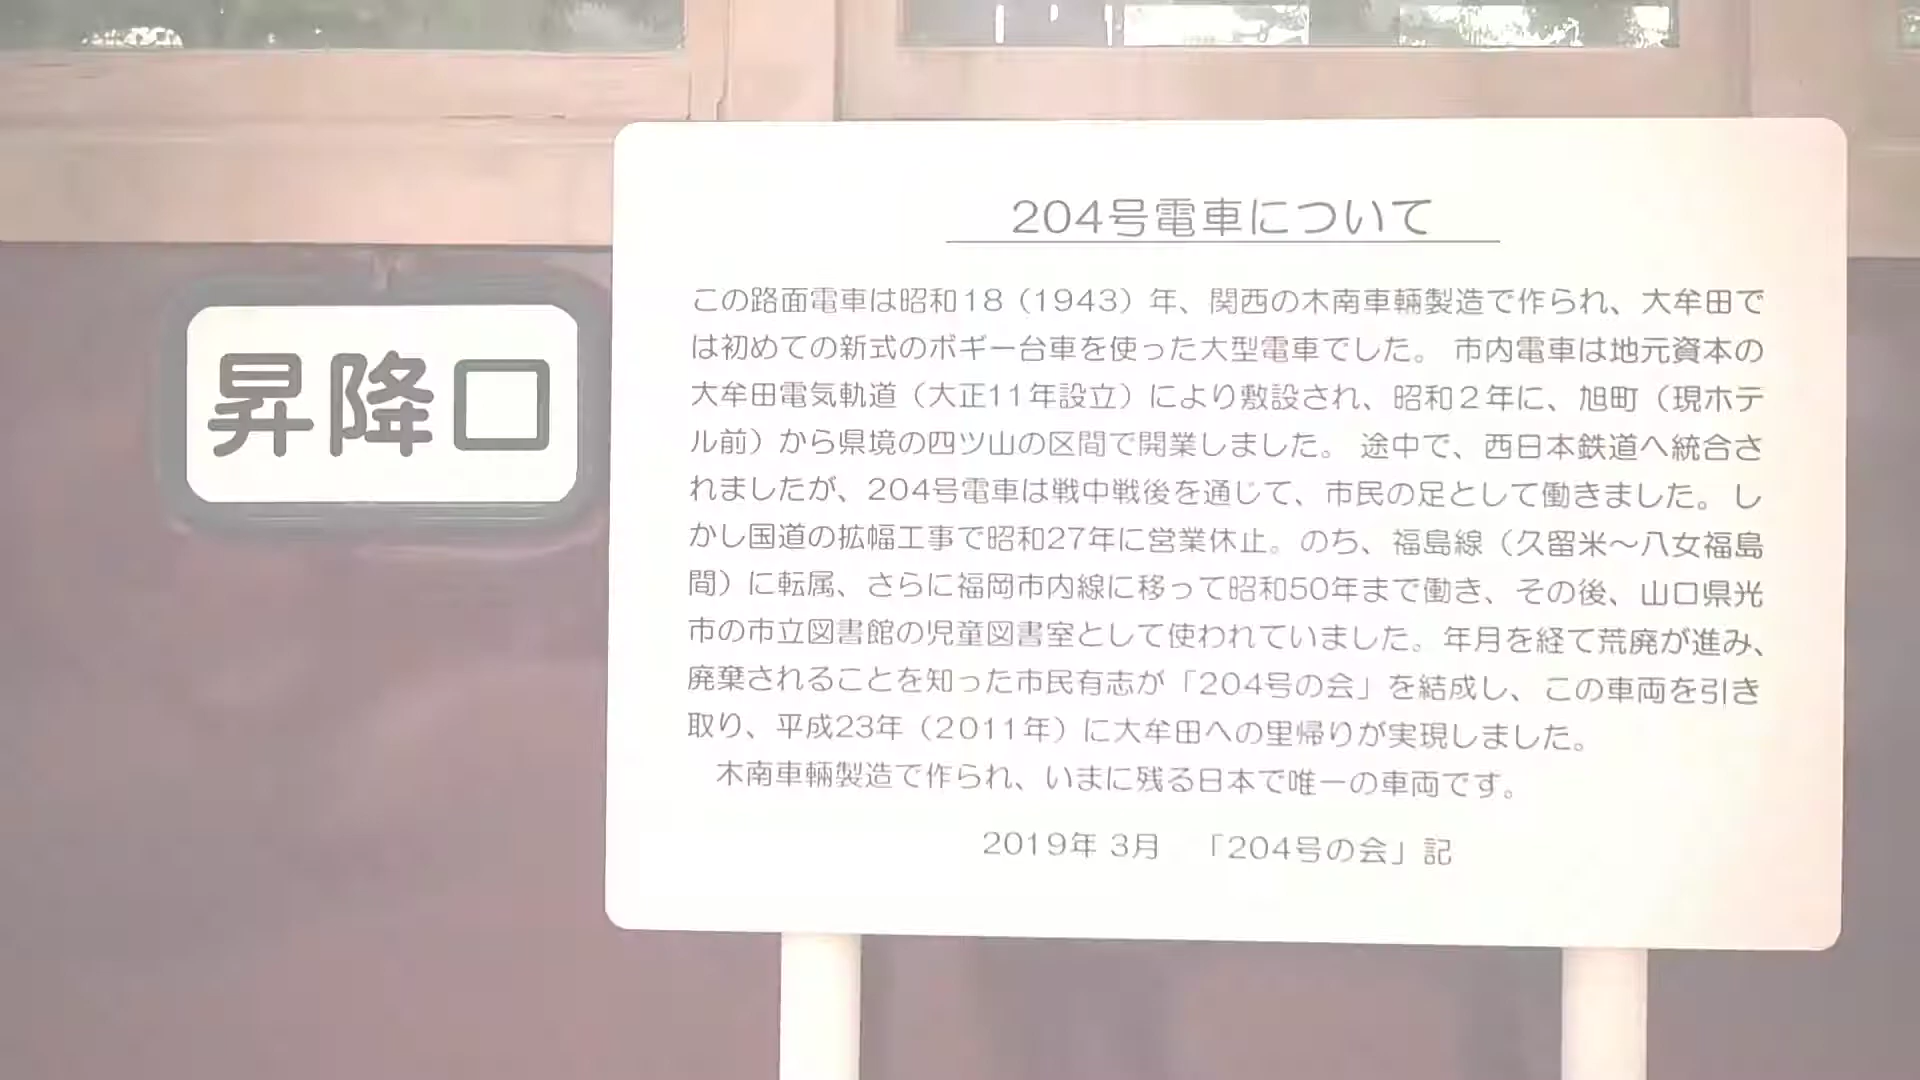 昇降口
204号電車について
この路面電車は昭和18（1943）年、関西の木南車輛製造で作られ、大牟田で
は初めての新式のボギー台車を使った大型電車でした。 市内電車は地元資本の
大牟田電気軌道（大正11年設立）により敷設され、昭和２年に、旭町（現ホテ
ル前）から県境の四ツ山の区間で開業しました。 途中で、西日本鉄道へ統合さ
れましたが、204号電車は戦中戦後を通じて、市民の足として働きました。 し
かし国道の拡幅工事で昭和27年に営業休止。のち、福島線（久留米～八女福島
間）に転属、さらに福岡市内線に移って昭和50年まで働き、その後、山口県光
市の市立図書館の児童図書室として使われていました。年月を経て荒廃が進み、
廃棄されることを知った市民有志が「204号の会」を結成し、この車両を引き
取り、平成23年（2011年）に大牟田への里帰りが実現しました。
　木南車輛製造で作られ、いまに残る日本で唯一の車両です。
2019年 3月　「204号の会」記